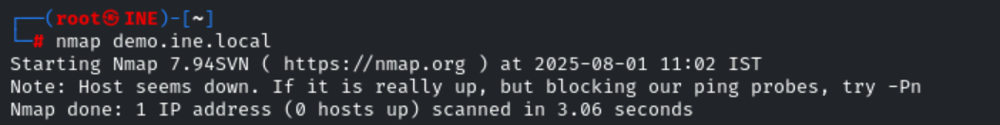 ┌──(root㉿INE)-[~]
└─# nmap demo.ine.local
Starting Nmap 7.94SVN ( https://nmap.org ) at 2025-08-01 11:02 IST
Note: Host seems down. If it is really up, but blocking our ping probes, try -Pn
Nmap done: 1 IP address (0 hosts up) scanned in 3.06 seconds